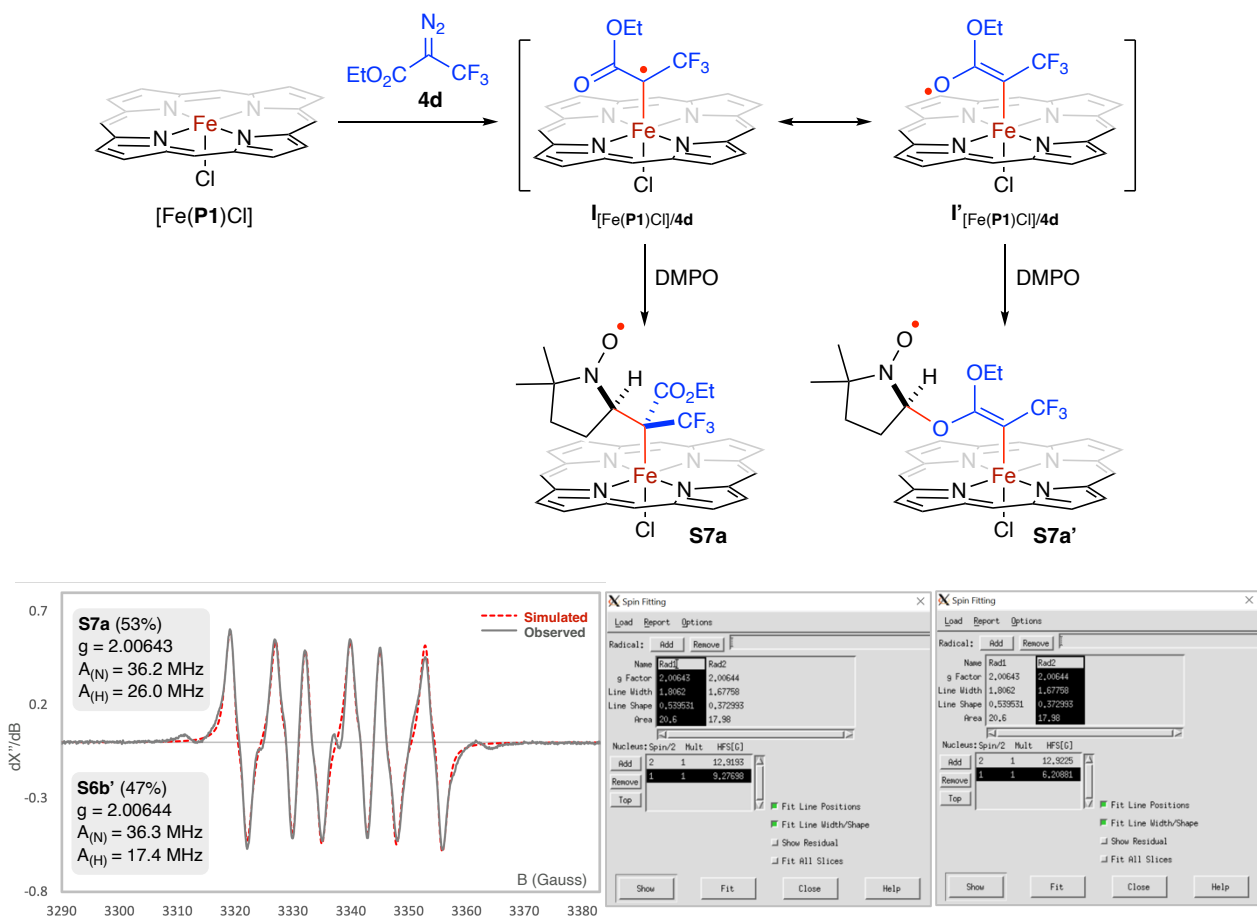 N2
EtO2C
CF3
4d
Fe
N
N
N
Cl
[Fe(P1)Cl]
OEt
O
•
CF3
Fe
N
N
N
Cl
I[Fe(P1)Cl]/4d
OEt
•O
CF3
Fe
N
N
N
Cl
I'[Fe(P1)Cl]/4d
DMPO
DMPO
O•
N
H
CO2Et
CF3
Fe
N
N
N
N
Cl
S7a
O•
N
H
OEt
O
CF3
Fe
N
N
N
N
Cl
S7a'
0.7
0.2
-0.3
-0.8
dX''/dB
S7a (53%)
g = 2.00643
A(N) = 36.2 MHz
A(H) = 26.0 MHz
S6b' (47%)
g = 2.00644
A(N) = 36.3 MHz
A(H) = 17.4 MHz
Simulated
Observed
B (Gauss)
3290 3300 3310 3320 3330 3340 3350 3360 3370 3380
Spin Fitting
Load Report Options
Radical: Add Remove
Name Rad1 Rad2
g Factor 2.00643 2.00644
Line Width 1.8062 1.67758
Line Shape 0.539531 0.372993
Area 20.6 17.98
Nucleus: Spin/2 Mult HFS[G]
Add 2 1 12.9193
Remove 1 1 9.27698
Top
Fit Line Positions
Fit Line Width/Shape
Show Residual
Fit All Slices
Show Fit Close Help
Spin Fitting
Load Report Options
Radical: Add Remove
Name Rad1 Rad2
g Factor 2.00643 2.00644
Line Width 1.8062 1.67758
Line Shape 0.539531 0.372993
Area 20.6 17.98
Nucleus: Spin/2 Mult HFS[G]
Add 2 1 12.9225
Remove 1 1 6.20881
Top
Fit Line Positions
Fit Line Width/Shape
Show Residual
Fit All Slices
Show Fit Close Help